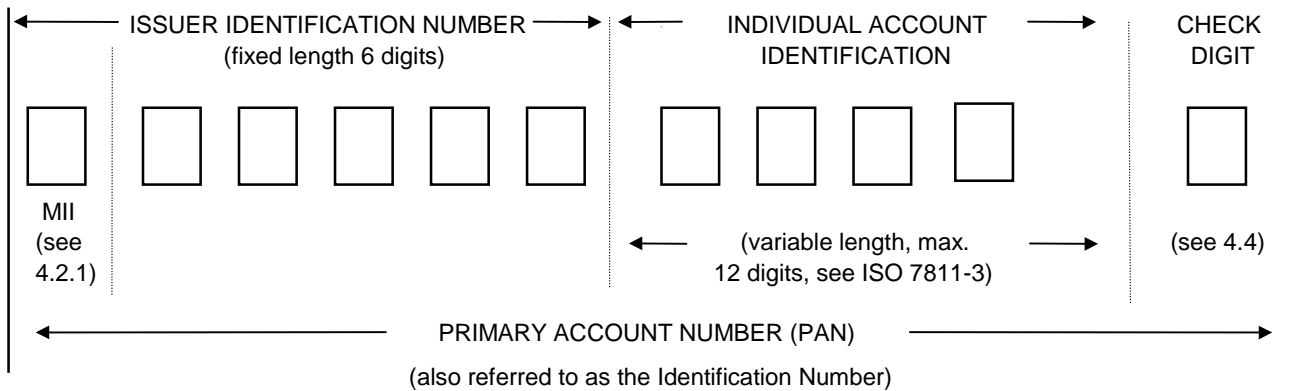 ISSUER IDENTIFICATION NUMBER
(fixed length 6 digits)
INDIVIDUAL ACCOUNT
IDENTIFICATION
CHECK
DIGIT
MII
(see
4.2.1)
(variable length, max.
12 digits, see ISO 7811-3)
(see 4.4)
PRIMARY ACCOUNT NUMBER (PAN)
(also referred to as the Identification Number)